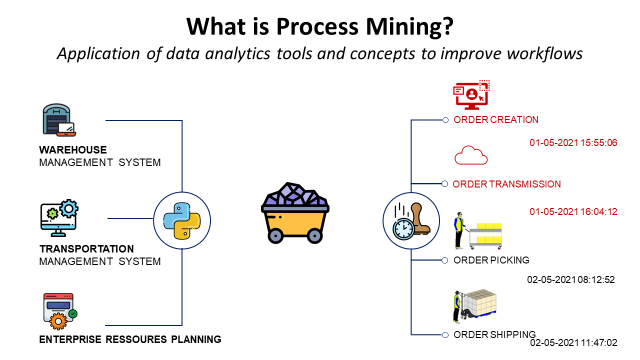 What is Process Mining?
Application of data analytics tools and concepts to improve workflows
WAREHOUSE
MANAGEMENT SYSTEM
TRANSPORTATION
MANAGEMENT SYSTEM
ENTERPRISE RESSOURES PLANNING
ORDER CREATION
01-05-2021 15:55:06
ORDER TRANSMISSION
01-05-2021 16:04:12
ORDER PICKING
02-05-2021 08:12:52
ORDER SHIPPING
02-05-2021 11:47:02